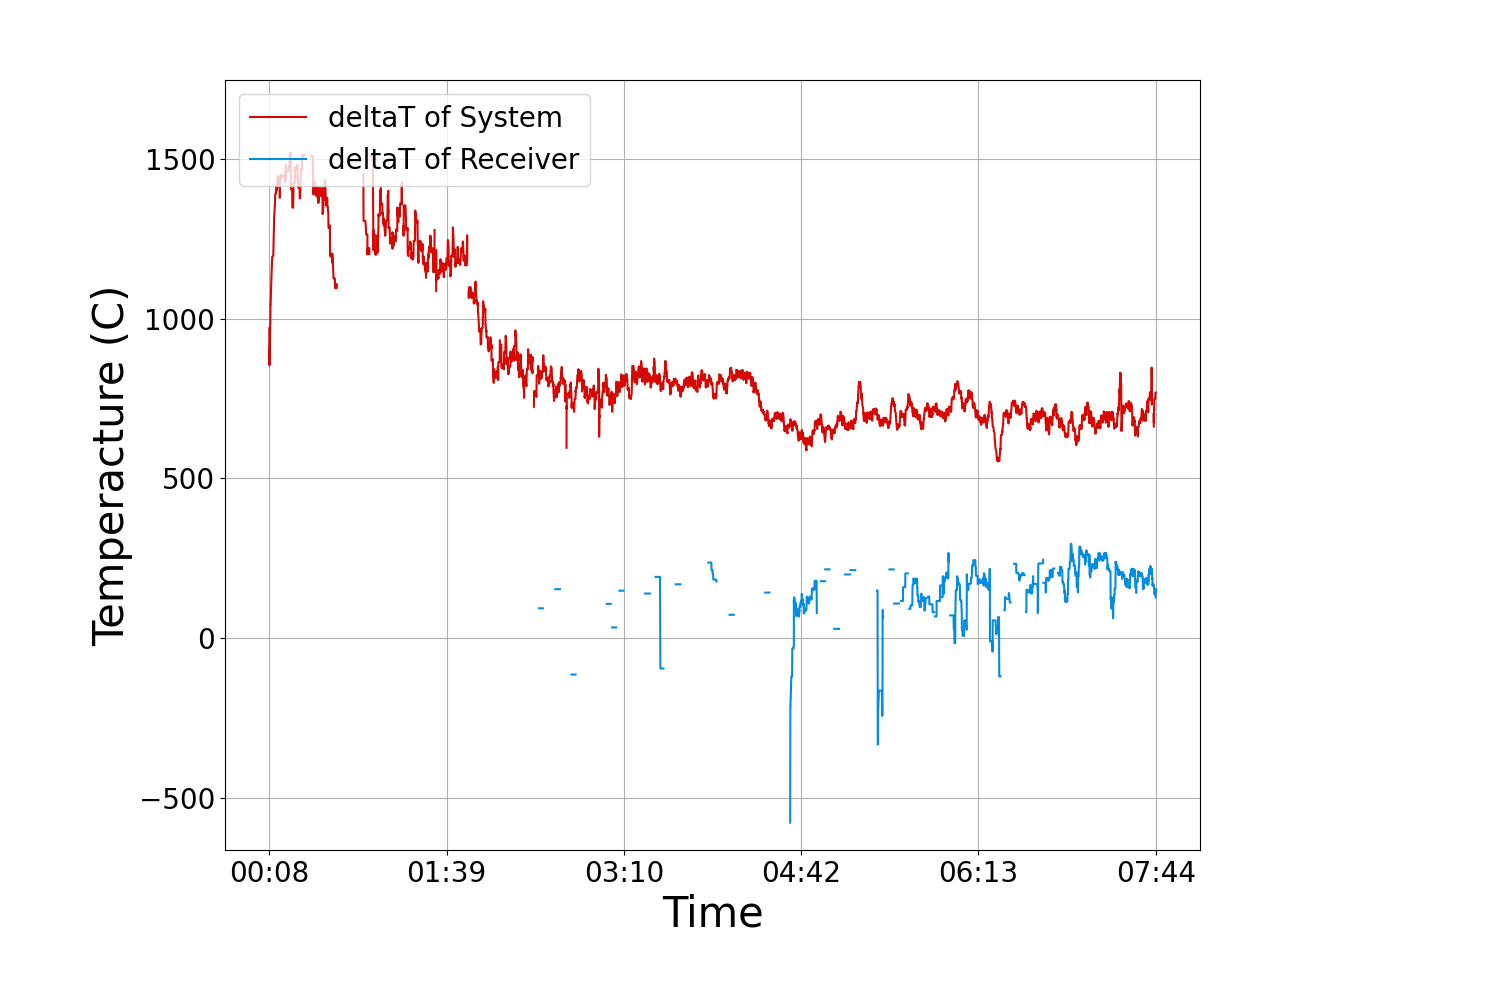 deltaT of System
deltaT of Receiver
Temperacture (C)
1500
1000
500
0
−500
00:08 01:39 03:10 04:42 06:13 07:44
Time